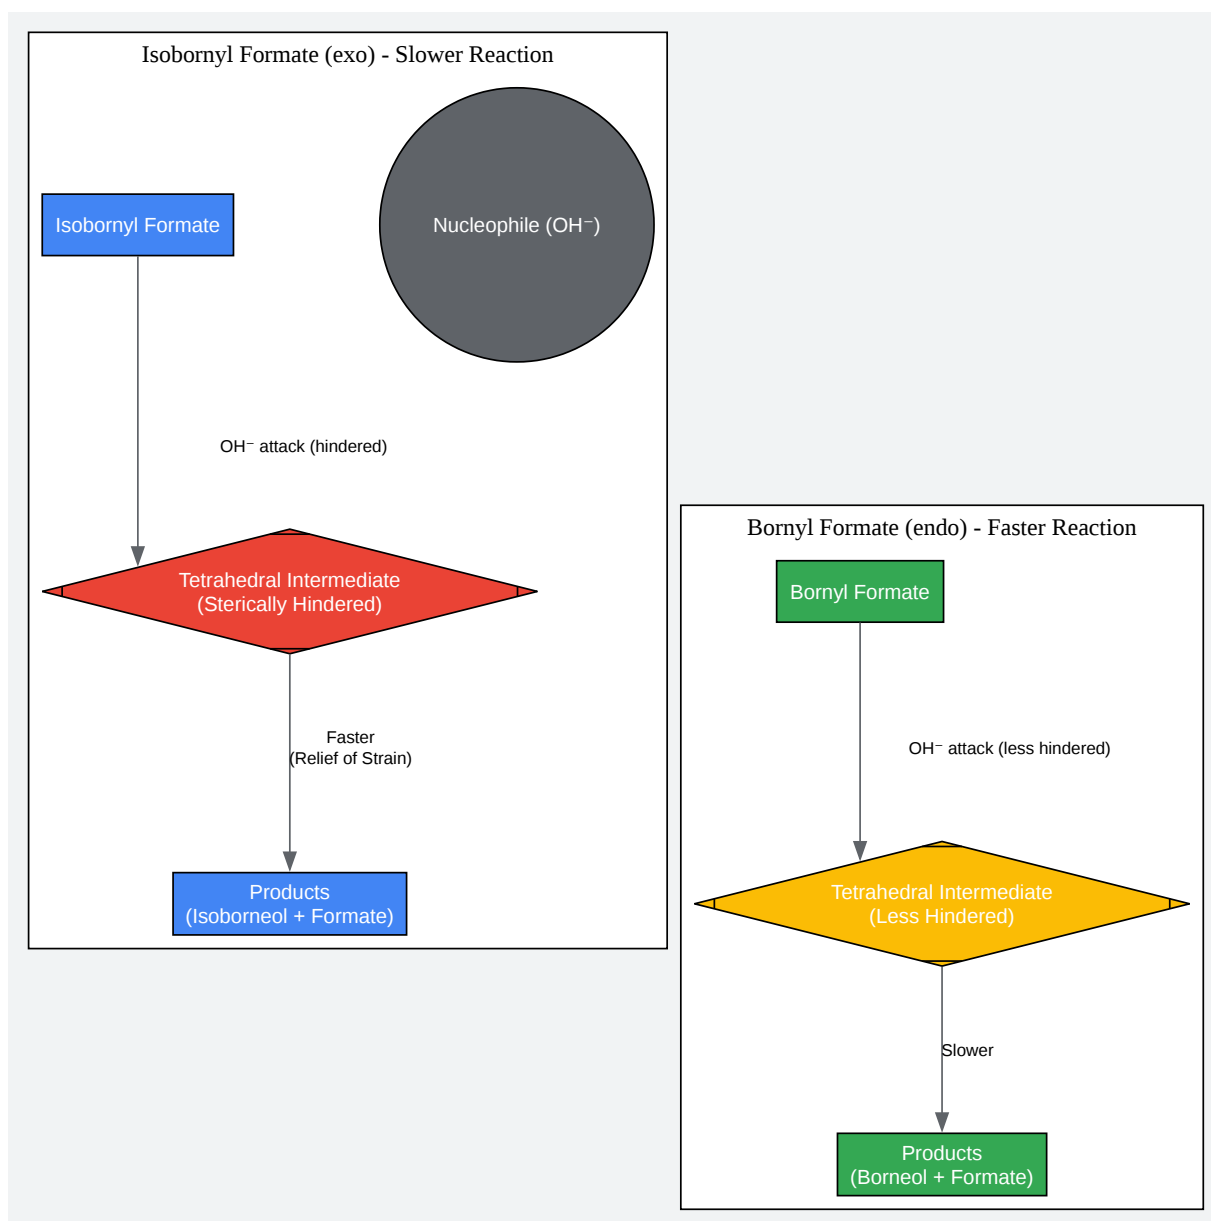 Isobornyl Formate (exo) - Slower Reaction
Isobornyl Formate
Nucleophile (OH⁻)
OH⁻ attack (hindered)
Tetrahedral Intermediate
(Sterically Hindered)
Faster
(Relief of Strain)
Products
(Isoborneol + Formate)
Bornyl Formate (endo) - Faster Reaction
Bornyl Formate
OH⁻ attack (less hindered)
Tetrahedral Intermediate
(Less Hindered)
Slower
Products
(Borneol + Formate)